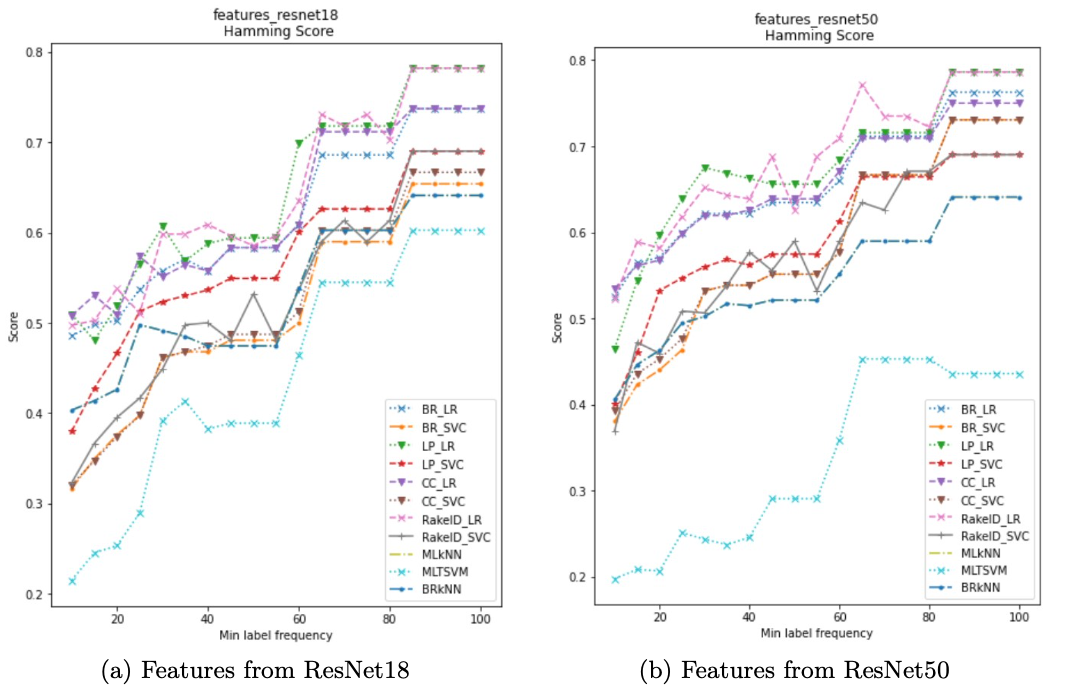 features_resnet18
Hamming Score
0.8
0.7
0.6
0.5
0.4
0.3
0.2
Score
20
40
60
80
100
Min label frequency
BR_LR
BR_SVC
LP_LR
LP_SVC
CC_LR
CC_SVC
RakelD_LR
RakelD_SVC
MLkNN
MLTSVM
BRkNN
(a) Features from ResNet18
features_resnet50
Hamming Score
0.8
0.7
0.6
0.5
0.4
0.3
0.2
Score
20
40
60
80
100
Min label frequency
BR_LR
BR_SVC
LP_LR
LP_SVC
CC_LR
CC_SVC
RakelD_LR
RakelD_SVC
MLkNN
MLTSVM
BRkNN
(b) Features from ResNet50